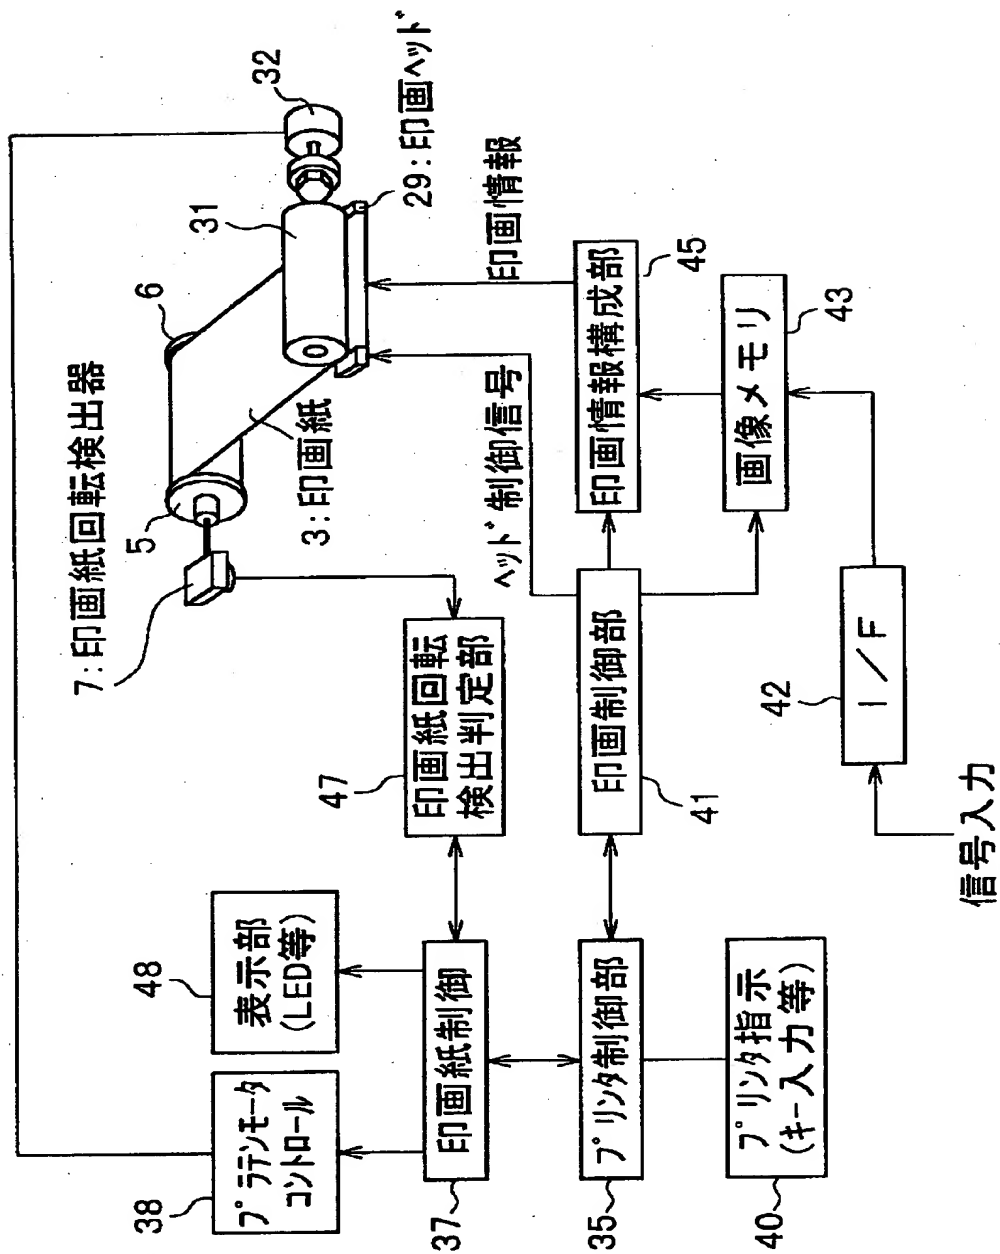 7:印画紙回転検出器
38
プラテンモータ
コントロール
48
表示部
(LED等)
5
6
31
32
3:印画紙
29:印画ヘッド
37
印画紙制御
47
印画紙回転
検出判定部
ヘッド制御信号
印画情報
35
プリンタ制御部
印画制御部
41
印画情報構成部
45
40
プリンタ指示
(キー入力等)
42
I/F
画像メモリ
43
信号入力